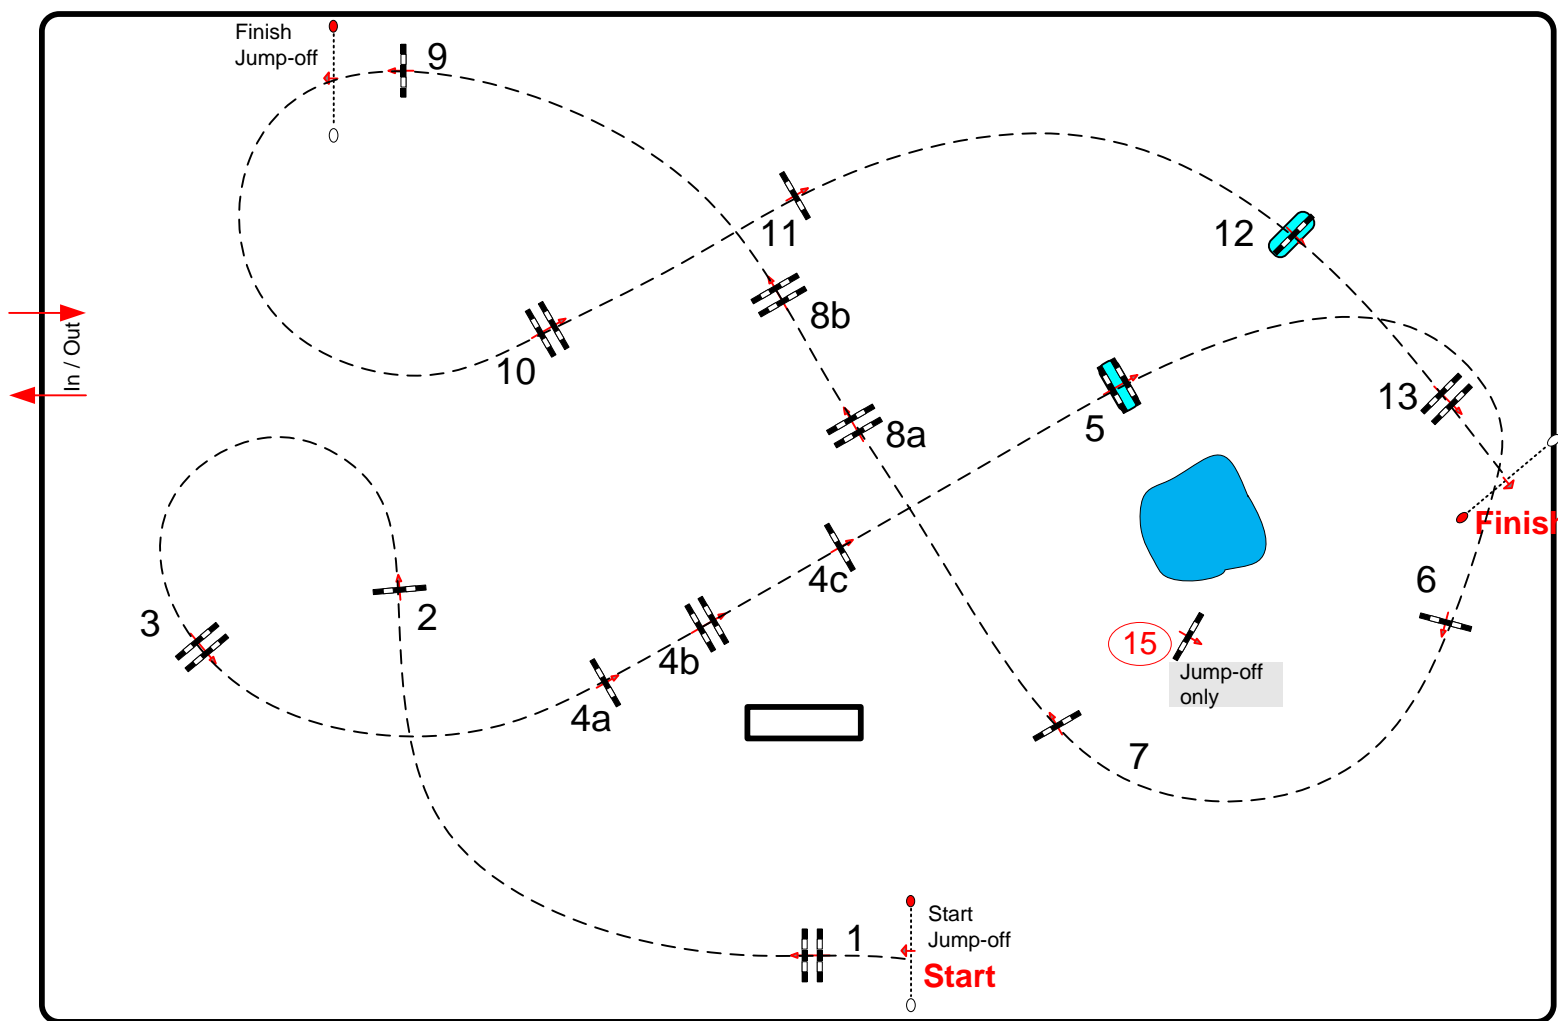 Finish
Jump-off
9
11
12
8b
In / Out
10
13
5
8a
Finish
4c
6
3
2
15
4b
Jump-off
only
4a
7
Start
Jump-off
1
Start